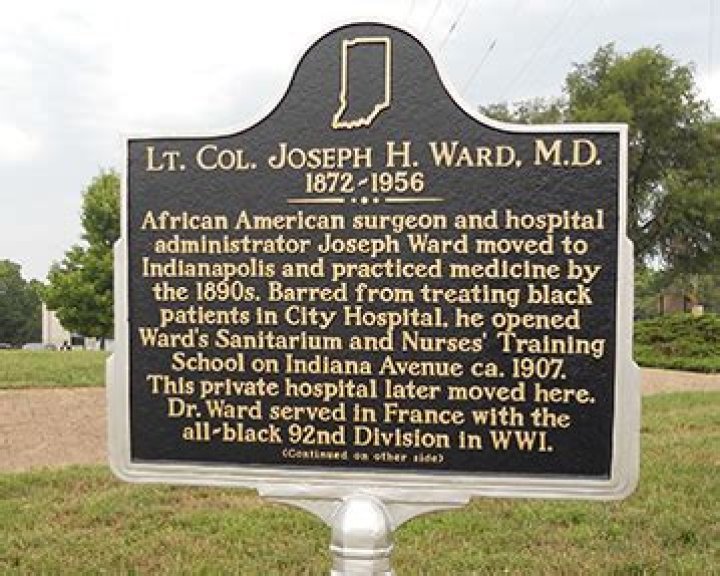 Lt. Col. Joseph H. Ward, M.D.
1872-1956
African American surgeon and hospital
administrator Joseph Ward moved to
Indianapolis and practiced medicine by
the 1890s. Barred from treating black
patients in City Hospital, he opened
Ward's Sanitarium and Nurses' Training
School on Indiana Avenue ca. 1907.
This private hospital later moved here.
Dr. Ward served in France with the
all-black 92nd Division in WWI.
(Continued on other side)